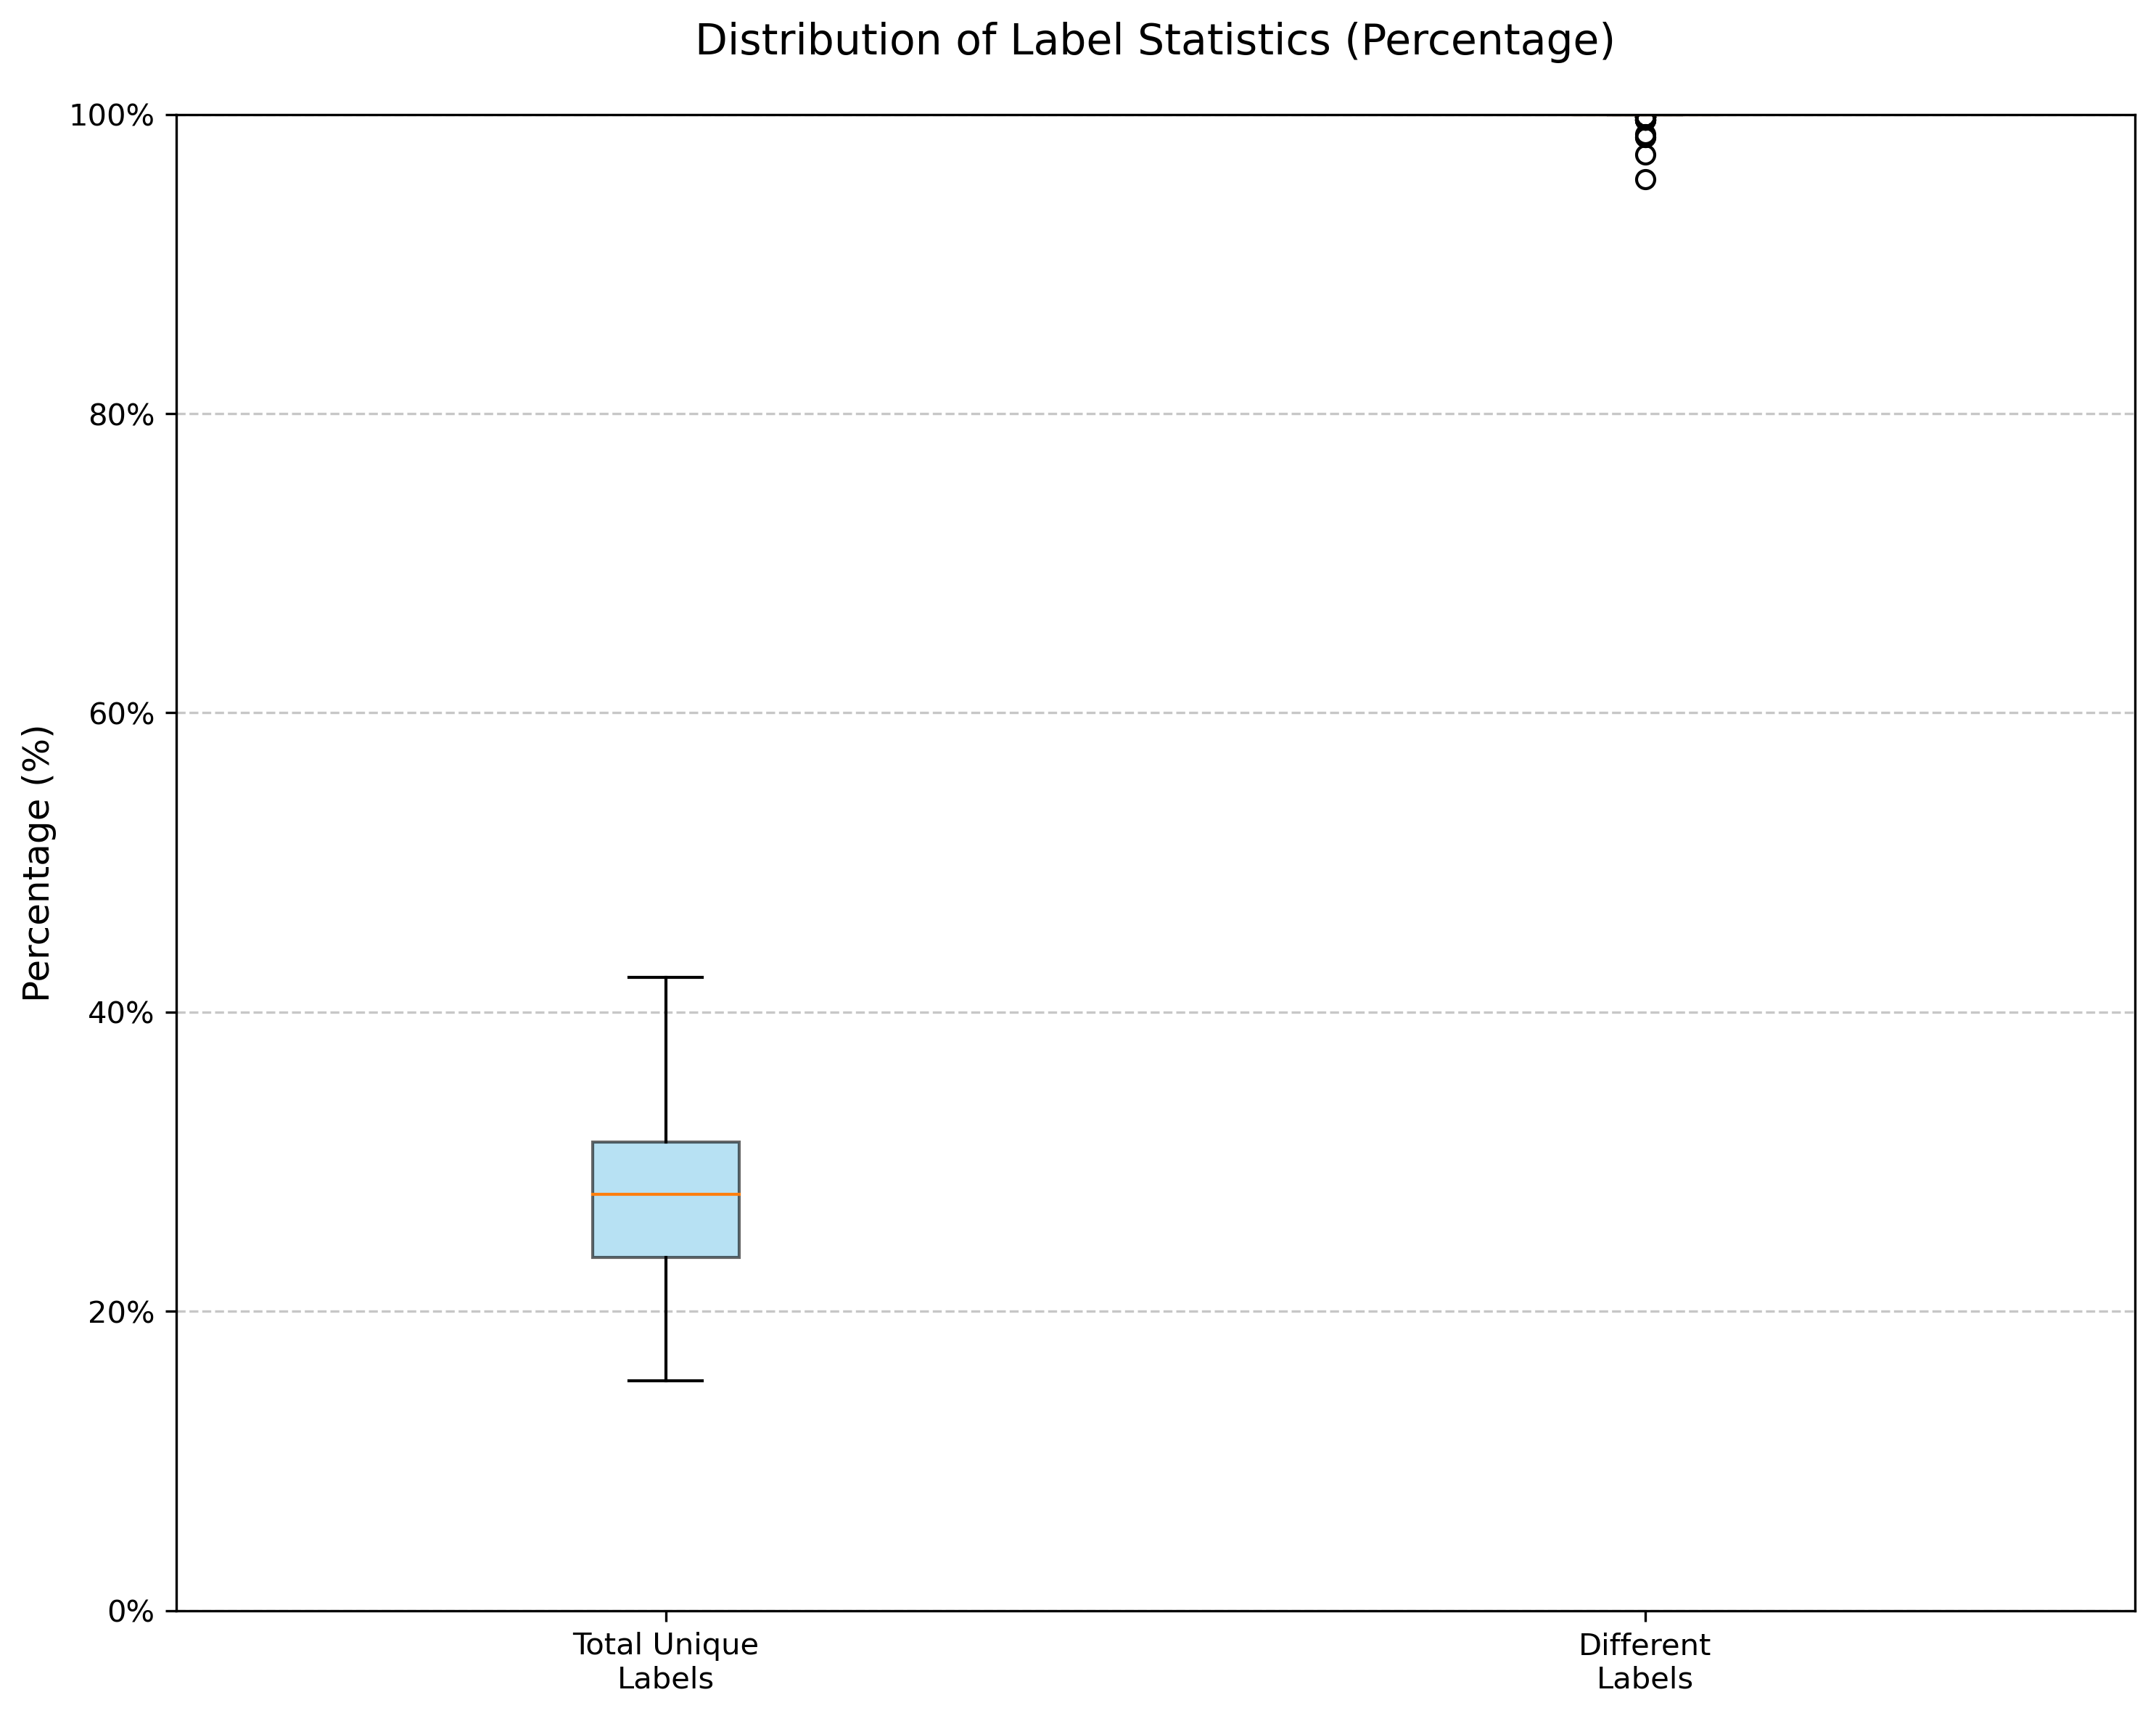 Distribution of Label Statistics (Percentage)
Percentage (%)
100%
80%
60%
40%
20%
0%
Total Unique
Labels
Different
Labels